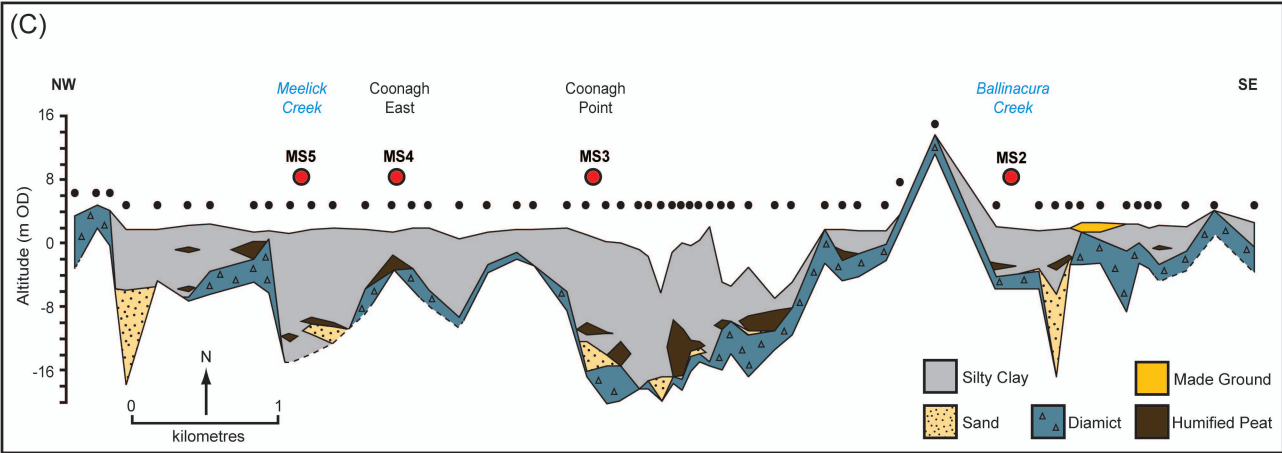 (C)
NW
SE
Meelick
Creek
Coonagh
East
Coonagh
Point
Ballinacura
Creek
MS5
MS4
MS3
MS2
Altitude (m OD)
16
8
0
-8
-16
N
0
1
kilometres
Silty Clay
Made Ground
Sand
Diamict
Humified Peat